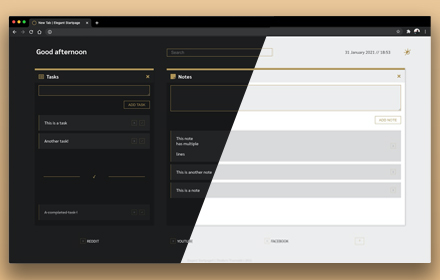 New Tab | Elegant Startpage
Good afternoon
Search
31 January 2021 // 18:53
Tasks
Notes
ADD TASK
ADD NOTE
This is a task
Another task!
This note
has multiple
lines
This is another note
This is a note
A completed task!
REDDIT
YOUTUBE
FACEBOOK